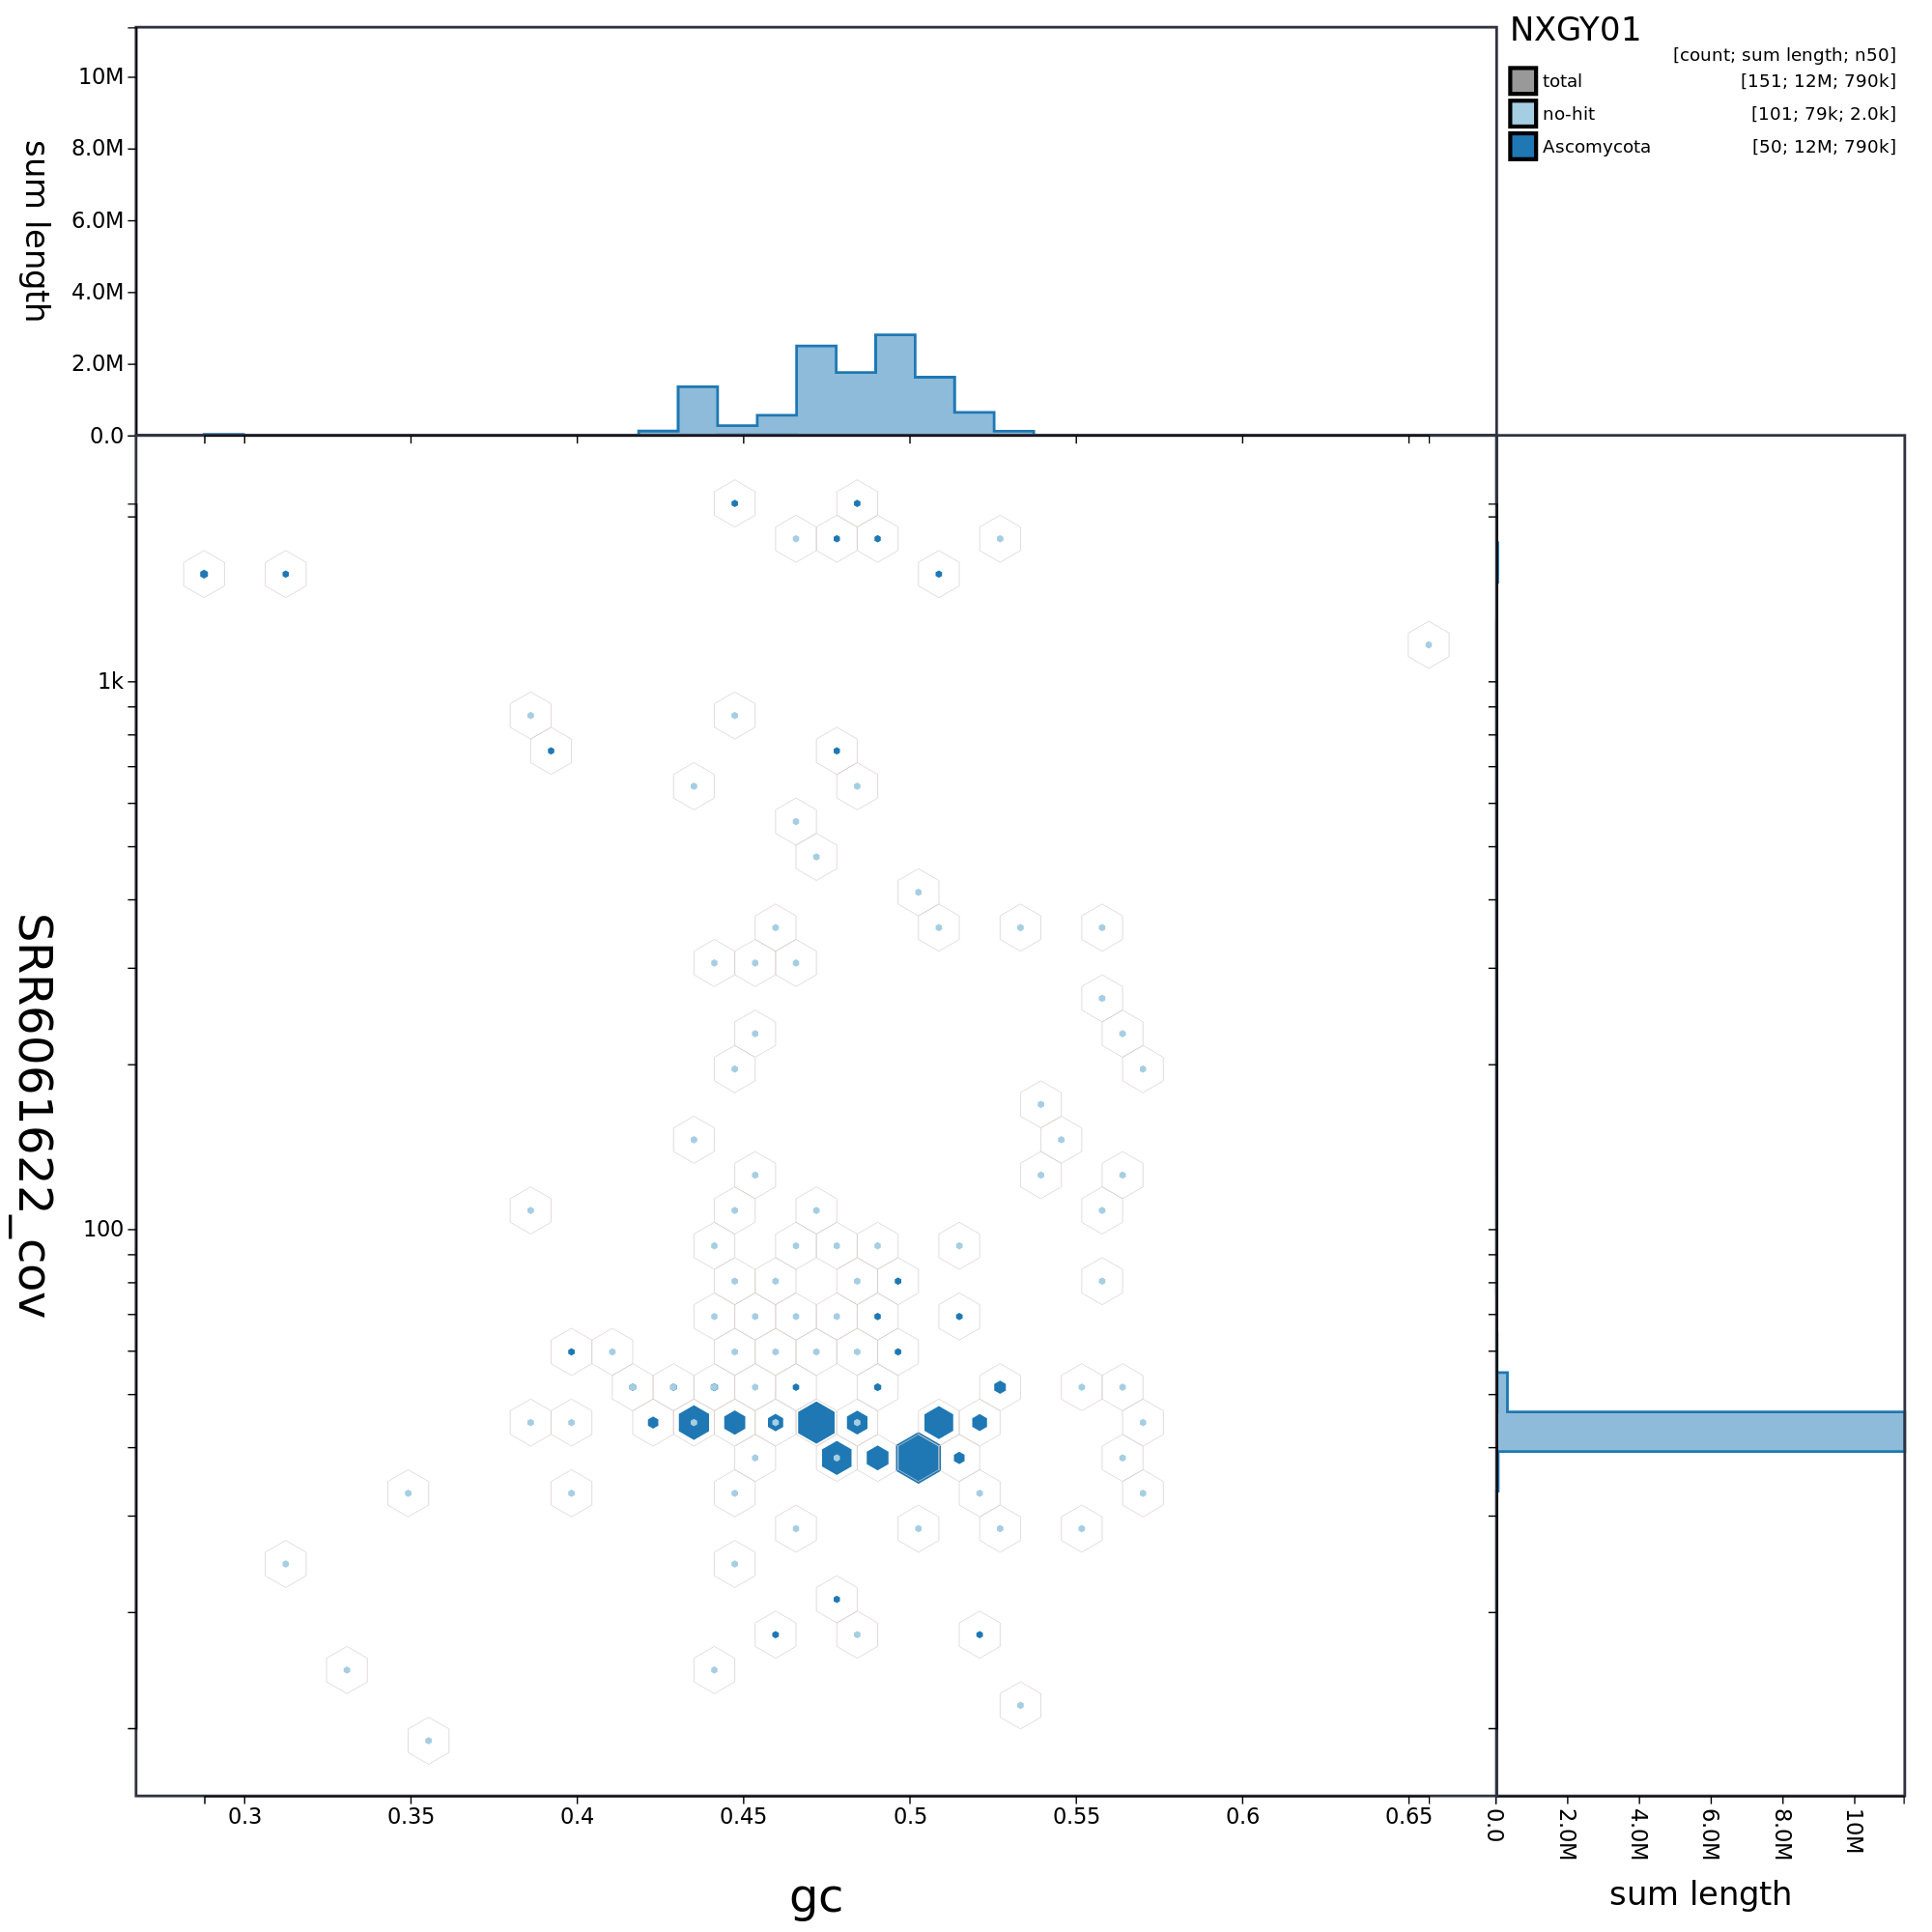 NXGY01
[count; sum length; n50]
total [151; 12M; 790k]
no-hit [101; 79k; 2.0k]
Ascomycota [50; 12M; 790k]
sum length
10M
8.0M
6.0M
4.0M
2.0M
0.0
SRR6061622_cov
1k
100
0.3 0.35 0.4 0.45 0.5 0.55 0.6 0.65
gc
0.0 2.0M 4.0M 6.0M 8.0M 10M
sum length